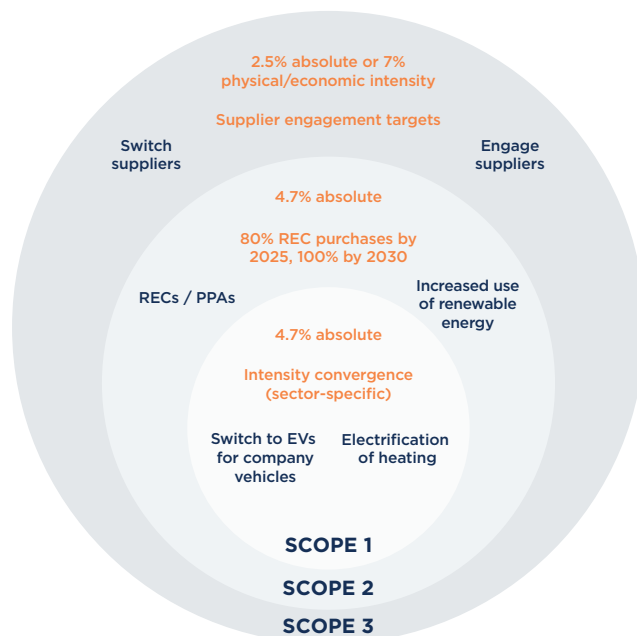 2.5% absolute or 7%
physical/economic intensity
Supplier engagement targets
Switch
suppliers
Engage
suppliers
4.7% absolute
80% REC purchases by
2025, 100% by 2030
RECs / PPAs
Increased use
of renewable
energy
4.7% absolute
Intensity convergence
(sector-specific)
Switch to EVs
for company
vehicles
Electrification
of heating
SCOPE 1
SCOPE 2
SCOPE 3